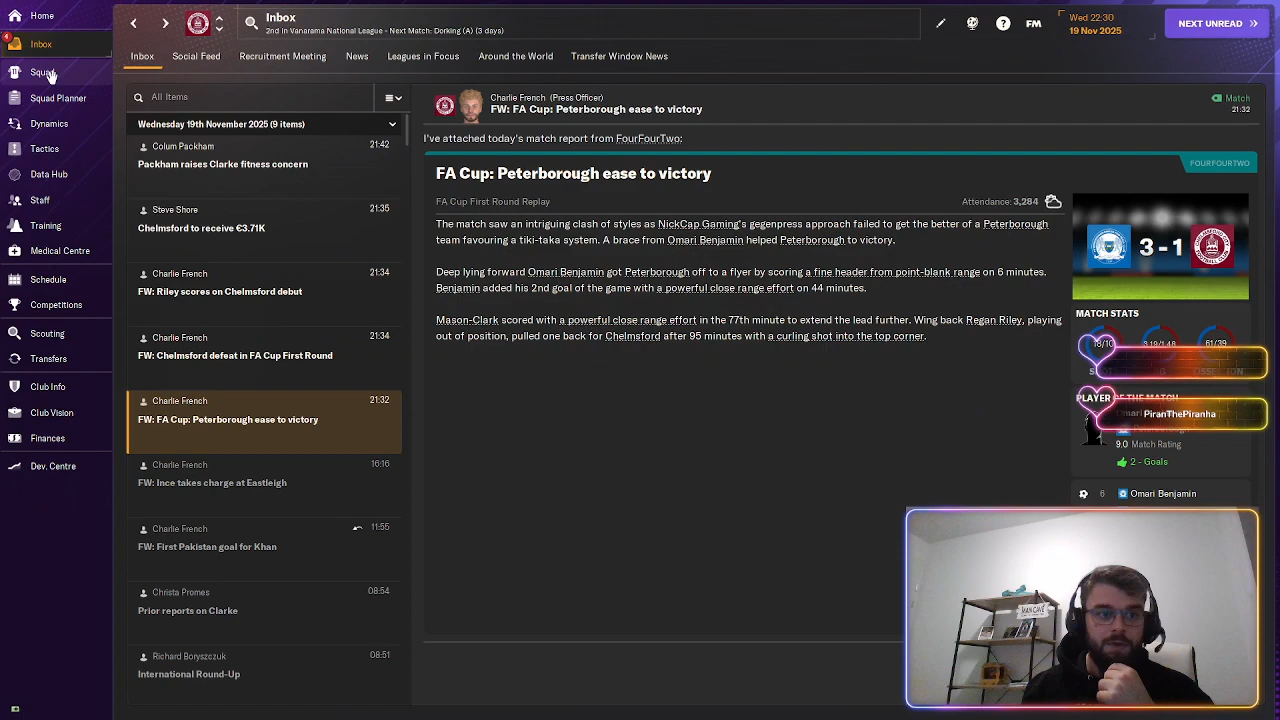 Home
Inbox
2nd in Vanarama National League - Next Match: Dorking (A) (3 days)
FM
Wed 22:30
19 Nov 2025
NEXT UNREAD
4
Inbox
Squad Planner
Dynamics
Tactics
Data Hub
Staff
Training
Medical Centre
Schedule
Competitions
Scouting
Transfers
Club Info
Club Vision
Finances
Dev. Centre
Inbox
Social Feed
Recruitment Meeting
News
Leagues in Focus
Around the World
Transfer Window News
All Items
Wednesday 19th November 2025 (9 items)
Colum Packham
21:42
Packham raises Clarke fitness concern
Steve Shore
21:35
Chelmsford to receive €3.71K
Charlie French
21:34
FW: Riley scores on Chelmsford debut
Charlie French
21:34
FW: Chelmsford defeat in FA Cup First Round
Charlie French
21:32
FW: FA Cup: Peterborough ease to victory
Charlie French
16:16
FW: Ince takes charge at Eastleigh
Charlie French
11:55
FW: First Pakistan goal for Khan
Christa Promes
08:54
Prior reports on Clarke
Richard Boryszczuk
08:51
International Round-Up
Charlie French (Press Officer)
FW: FA Cup: Peterborough ease to victory
Match
21:32
I've attached today's match report from FourFourTwo:
FOURFOURTWO
FA Cup: Peterborough ease to victory
FA Cup First Round Replay
Attendance: 3,284
The match saw an intriguing clash of styles as NickCap Gaming's gegenpress approach failed to get the better of a Peterborough
team favouring a tiki-taka system. A brace from Omari Benjamin helped Peterborough to victory.
Deep lying forward Omari Benjamin got Peterborough off to a flyer by scoring a fine header from point-blank range on 6 minutes.
Benjamin added his 2nd goal of the game with a powerful close range effort on 44 minutes.
Mason-Clark scored with a powerful close range effort in the 77th minute to extend the lead further. Wing back Regan Riley, playing
out of position, pulled one back for Chelmsford after 95 minutes with a curling shot into the top corner.
3 - 1
MATCH STATS
18/10
3.19/1.48
61/39
PLAYER OF THE MATCH
PiranThePiranha
9.0 Match Rating
2 - Goals
6 Omari Benjamin
MAN CAVE